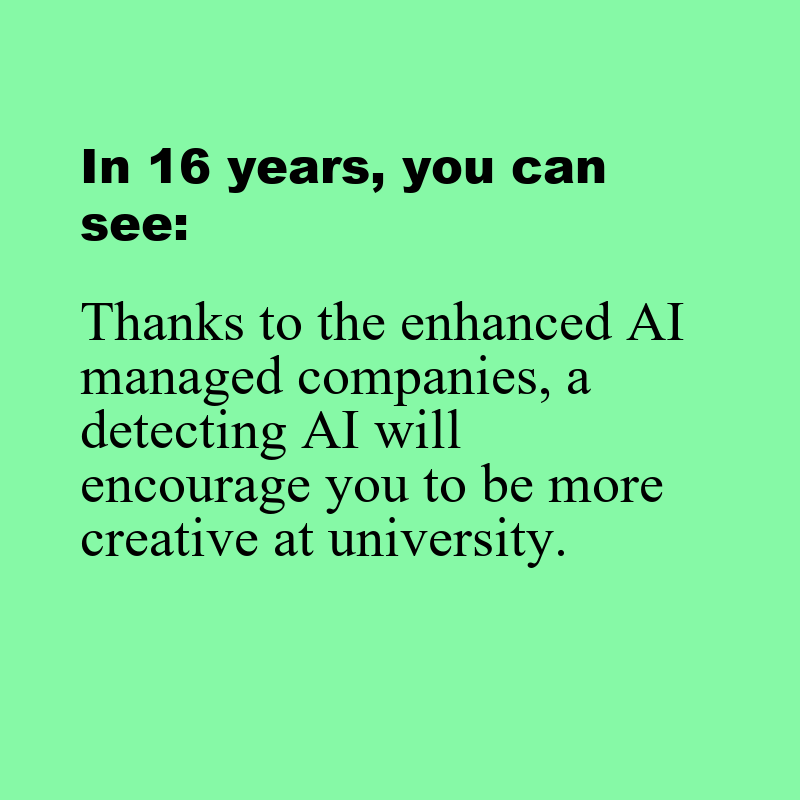 In 16 years, you can
see:
Thanks to the enhanced AI
managed companies, a
detecting AI will
encourage you to be more
creative at university.